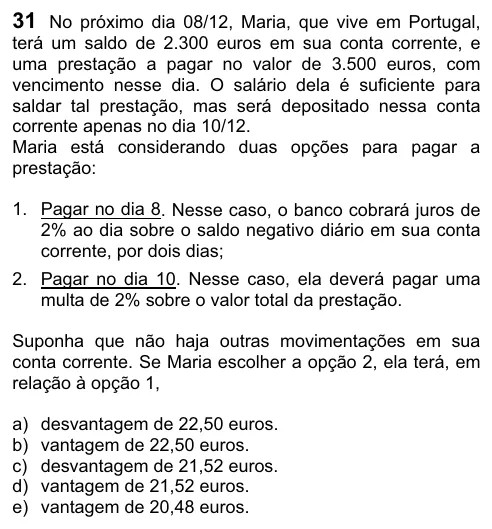 31 No próximo dia 08/12, Maria, que vive em Portugal,
terá um saldo de 2.300 euros em sua conta corrente, e
uma prestação a pagar no valor de 3.500 euros, com
vencimento nesse dia. O salário dela é suficiente para
saldar tal prestação, mas será depositado nessa conta
corrente apenas no dia 10/12.
Maria está considerando duas opções para pagar a
prestação:
1. Pagar no dia 8. Nesse caso, o banco cobrará juros de
2% ao dia sobre o saldo negativo diário em sua conta
corrente, por dois dias;
2. Pagar no dia 10. Nesse caso, ela deverá pagar uma
multa de 2% sobre o valor total da prestação.
Suponha que não haja outras movimentações em sua
conta corrente. Se Maria escolher a opção 2, ela terá, em
relação à opção 1,
a) desvantagem de 22,50 euros.
b) vantagem de 22,50 euros.
c) desvantagem de 21,52 euros.
d) vantagem de 21,52 euros.
e) vantagem de 20,48 euros.